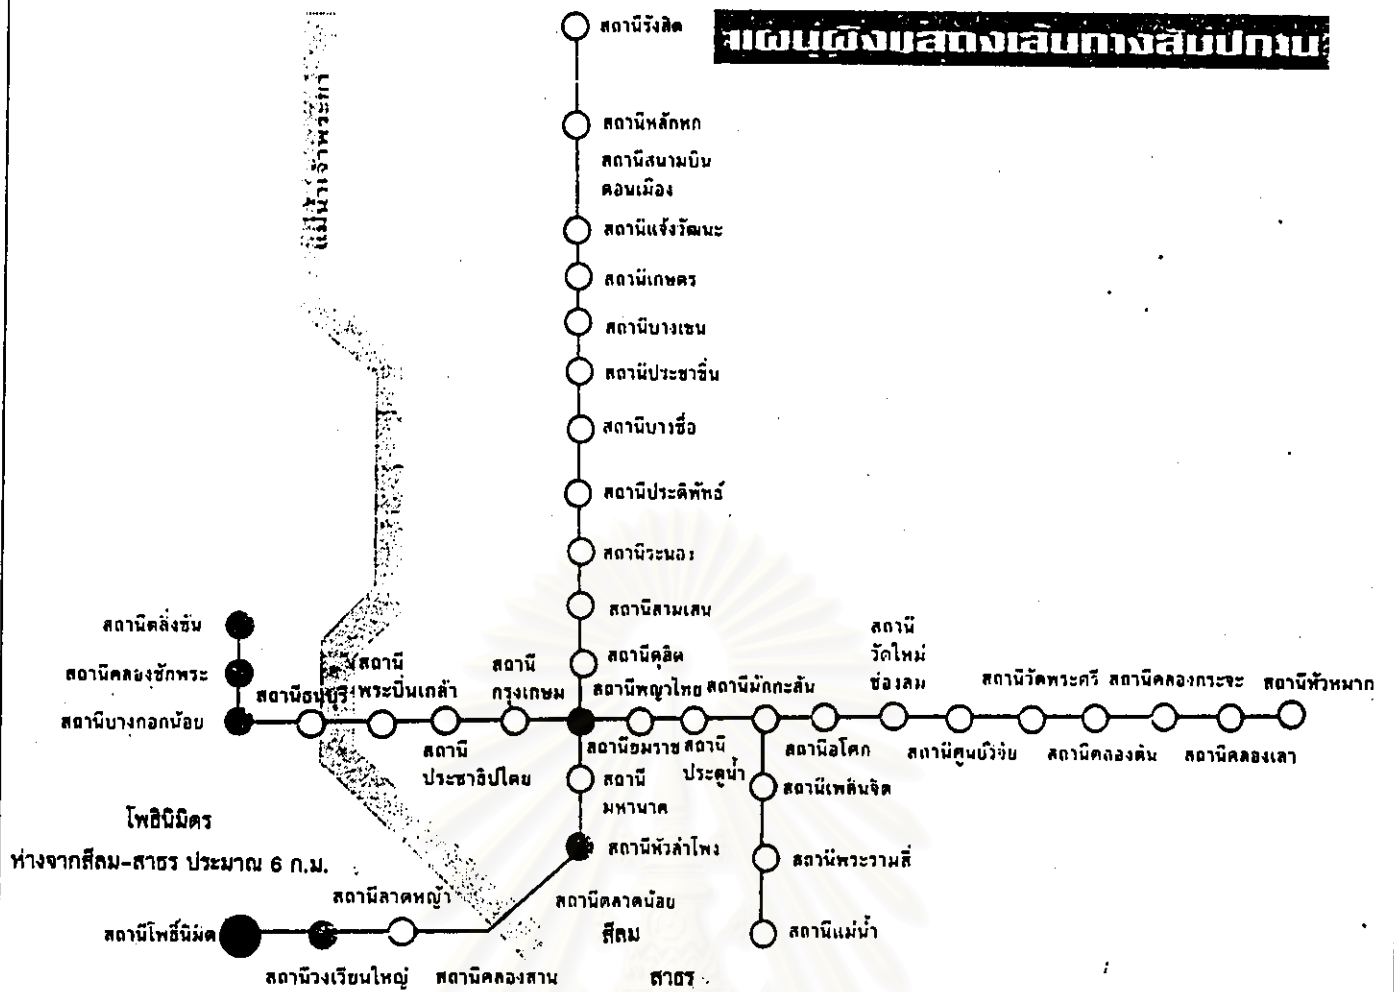 สถานีรังสิต
แผนผังแสดงเส้นทางสัมปทาน
แม่น้ำเจ้าพระยา
สถานีหลักหก
สถานีสนามบิน
ดอนเมือง
สถานีแจ้งวัฒนะ
สถานีเกษตร
สถานีบางเขน
สถานีประชาชื่น
สถานีบางซื่อ
สถานีประดิพัทธ์
สถานีระนอง
สถานีสามเสน
สถานีตลิ่งชัน
สถานีคลองชักพระ
สถานีบางกอกน้อย
สถานีธนบุรี
สถานี
พระปิ่นเกล้า
สถานี
ประชาธิปไตย
สถานี
กรุงเกษม
สถานีดุสิต
สถานีพญาไทย
สถานียมราช
สถานี
ประตูน้ำ
สถานีมักกะสัน
สถานีอโศก
สถานี
วัดใหม่
ช่องลม
สถานีศูนย์วิจัย
สถานีวัดพระศรี
สถานีคลองตัน
สถานีคลองกระจะ
สถานีคลองเลา
สถานีหัวหมาก
สถานี
มหานาค
สถานีหัวลำโพง
สถานีเพลินจิต
สถานีพระรามสี่
สถานีแม่น้ำ
โพธินิมิตร
ห่างจากสีลม-สาธร ประมาณ 6 ก.ม.
สถานีลาดหญ้า
สถานีตลาดน้อย
สถานีโพธิ์นิมิต
สีลม
สถานีวงเวียนใหญ่
สถานีคลองสาน
สาธร